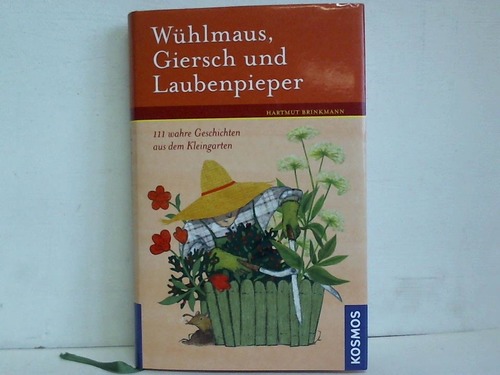 Wühlmaus,
Giersch und
Laubenpieper
HARTMUT BRINKMANN
111 wahre Geschichten
aus dem Kleingarten
KOSMOS